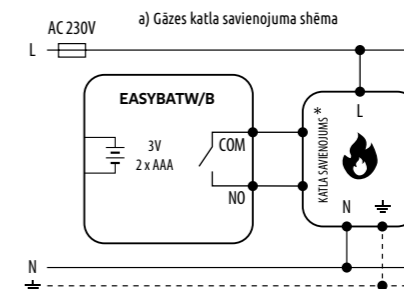 a) Gāzes katla savienojuma shēma
AC 230V
L
EASYBATW/B
3V
2 x AAA
COM
NO
KATLA SAVIENOJUMS *
L
N
N